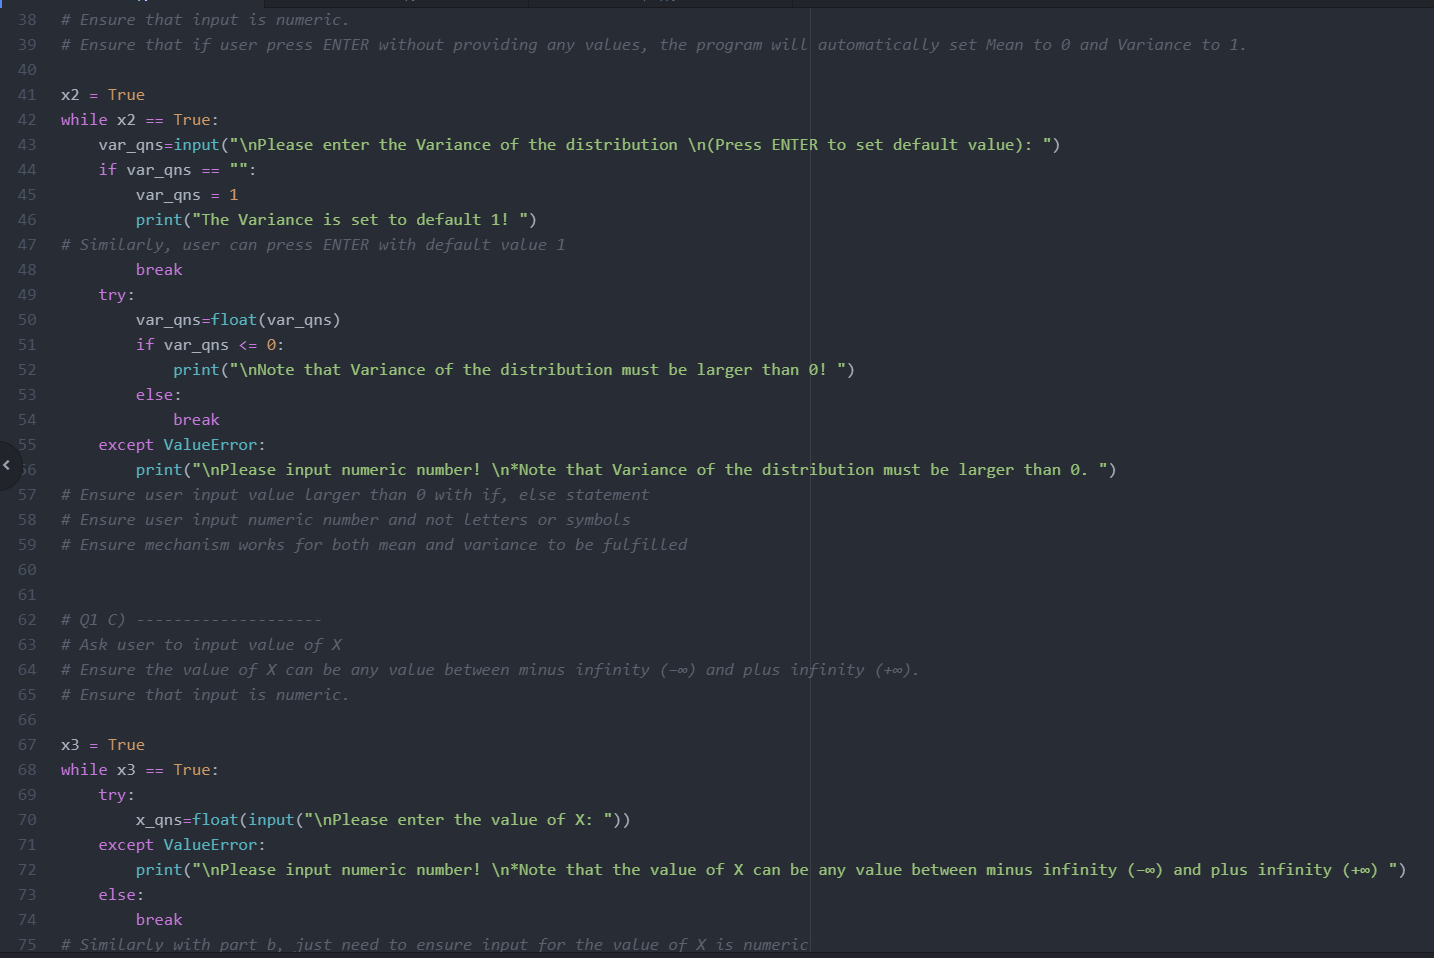 38 # Ensure that input is numeric.
39 # Ensure that if user press ENTER without providing any values, the program will automatically set Mean to 0 and Variance to 1.
40
41 x2 = True
42 while x2 == True:
43     var_qns=input("\nPlease enter the Variance of the distribution \n(Press ENTER to set default value): ")
44     if var_qns == "":
45         var_qns = 1
46         print("The Variance is set to default 1! ")
47 # Similarly, user can press ENTER with default value 1
48         break
49     try:
50         var_qns=float(var_qns)
51         if var_qns <= 0:
52             print("\nNote that Variance of the distribution must be larger than 0! ")
53         else:
54             break
55     except ValueError:
56         print("\nPlease input numeric number! \n*Note that Variance of the distribution must be larger than 0. ")
57 # Ensure user input value larger than 0 with if, else statement
58 # Ensure user input numeric number and not letters or symbols
59 # Ensure mechanism works for both mean and variance to be fulfilled
60
61
62 # Q1 C) --------------------
63 # Ask user to input value of X
64 # Ensure the value of X can be any value between minus infinity (−∞) and plus infinity (+∞).
65 # Ensure that input is numeric.
66
67 x3 = True
68 while x3 == True:
69     try:
70         x_qns=float(input("\nPlease enter the value of X: "))
71     except ValueError:
72         print("\nPlease input numeric number! \n*Note that the value of X can be any value between minus infinity (−∞) and plus infinity (+∞) ")
73     else:
74         break
75 # Similarly with part b, just need to ensure input for the value of X is numeric